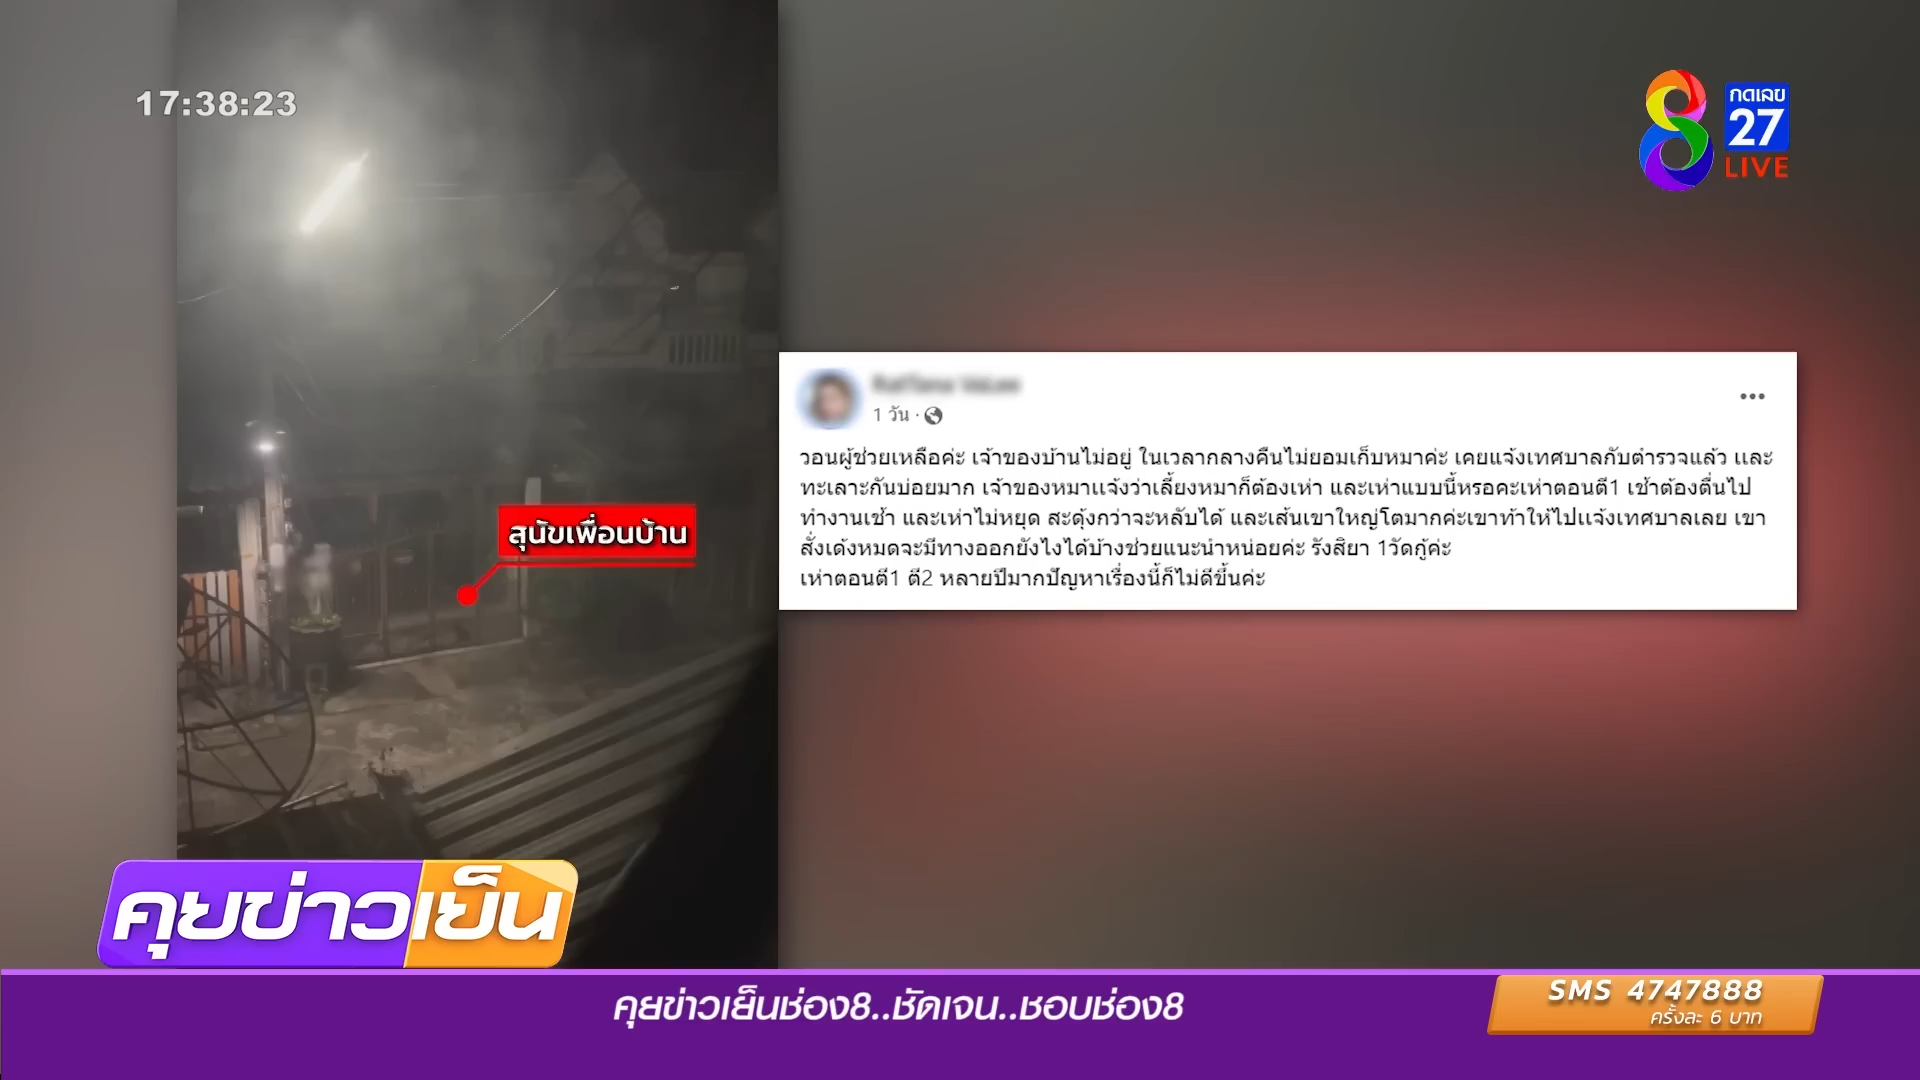 17:38:23
กดเลข
27
LIVE
1 วัน
วอนผู้ช่วยเหลือค่ะ เจ้าของบ้านไม่อยู่ ในเวลากลางคืนไม่ยอมเก็บหมาค่ะ เคยแจ้งเทศบาลกับตำรวจแล้ว และ
ทะเลาะกันบ่อยมาก เจ้าของหมาแจ้งว่าเลี้ยงหมาก็ต้องเห่า และเห่าแบบนี้หรอคะเห่าตอนตี1 เช้าต้องตื่นไป
ทำงานเช้า และเห่าไม่หยุด สะดุ้งกว่าจะหลับได้ และเส้นเขาใหญ่โตมากค่ะเขาท้าให้ไปแจ้งเทศบาลเลย เขา
สั่งเด้งหมดจะมีทางออกยังไงได้บ้างช่วยแนะนำหน่อยค่ะ รังสิยา 1วัดกู้ค่ะ
เห่าตอนตี1 ตี2 หลายปีมากปัญหาเรื่องนี้ก็ไม่ดีขึ้นค่ะ
สุนัขเพื่อนบ้าน
คุยข่าวเย็น
คุยข่าวเย็นช่อง8..ชัดเจน..ชอบช่อง8
SMS 4747888
ครั้งละ 6 บาท